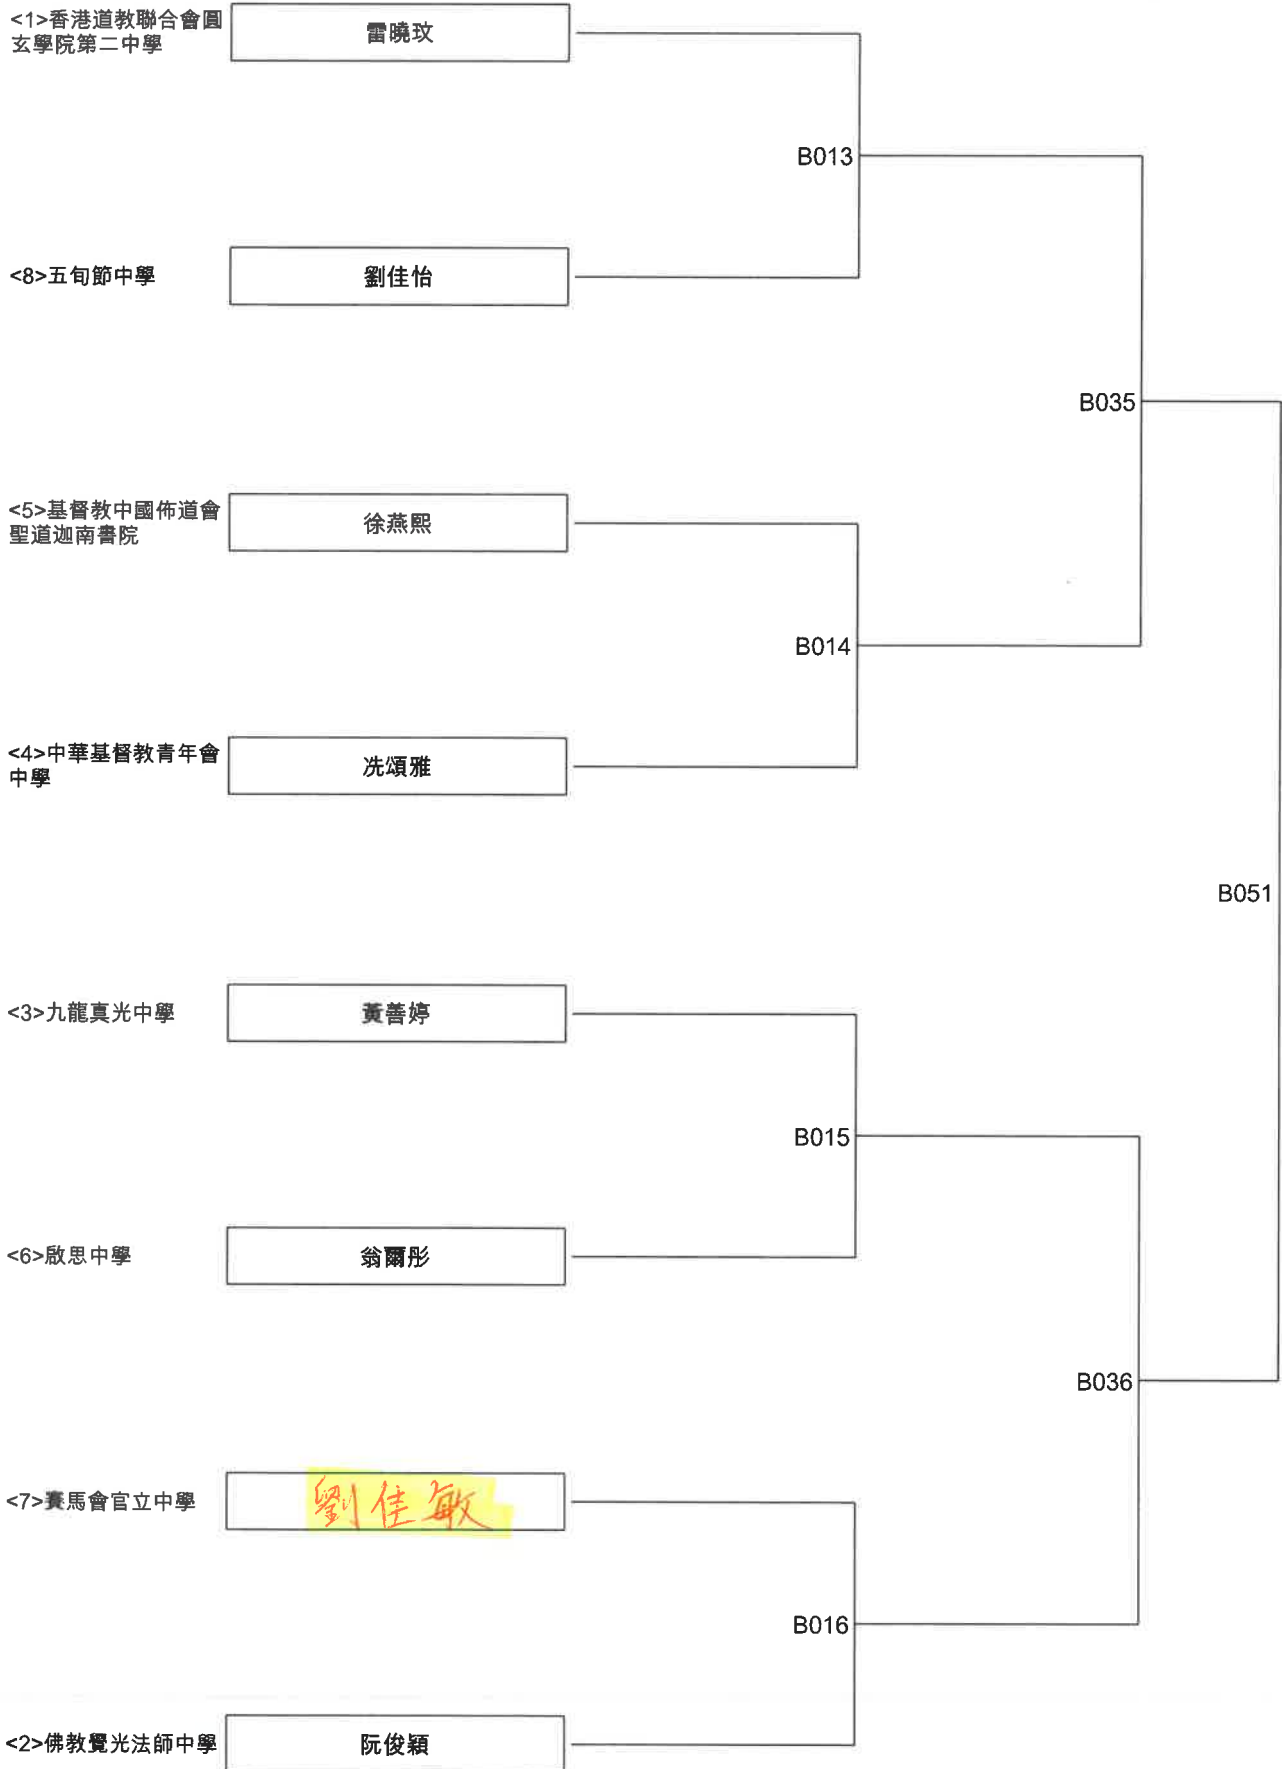 <1>香港道教聯合會圓
玄學院第二中學
雷曉玟
B013
<8>五旬節中學
劉佳怡
B035
<5>基督教中國佈道會
聖道迦南書院
徐燕熙
B014
<4>中華基督教青年會
中學
冼頌雅
B051
<3>九龍真光中學
黃善婷
B015
<6>啟思中學
翁爾彤
B036
<7>賽馬會官立中學
劉佳敏
B016
<2>佛教覺光法師中學
阮俊穎